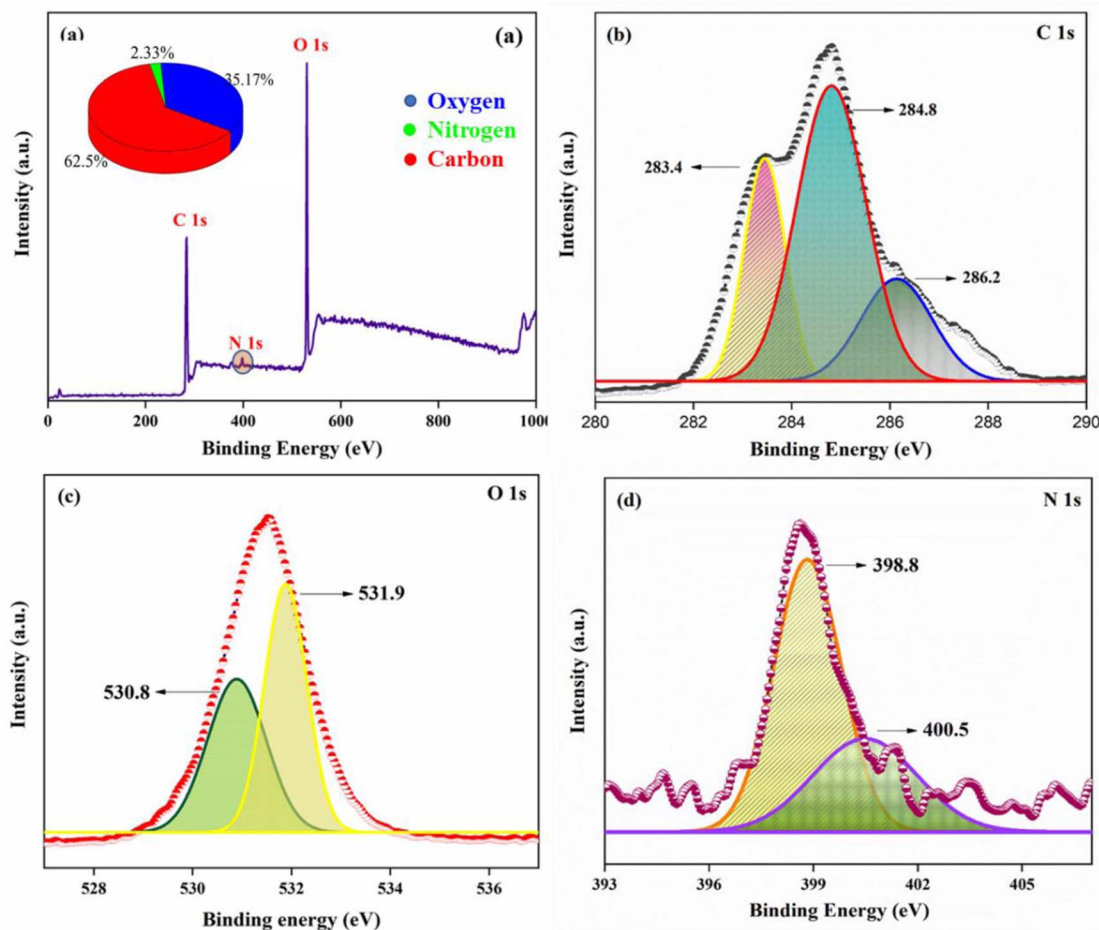 (a)
(a)
2.33%
35.17%
62.5%
O 1s
Oxygen
Nitrogen
Carbon
C 1s
N 1s
Intensity (a.u.)
0 200 400 600 800 1000
Binding Energy (eV)
(b)
C 1s
284.8
283.4
286.2
Intensity (a.u.)
280 282 284 286 288 290
Binding Energy (eV)
(c)
O 1s
531.9
530.8
Intensity (a.u.)
528 530 532 534 536
Binding energy (eV)
(d)
N 1s
398.8
400.5
Intensity (a.u.)
393 396 399 402 405
Binding Energy (eV)